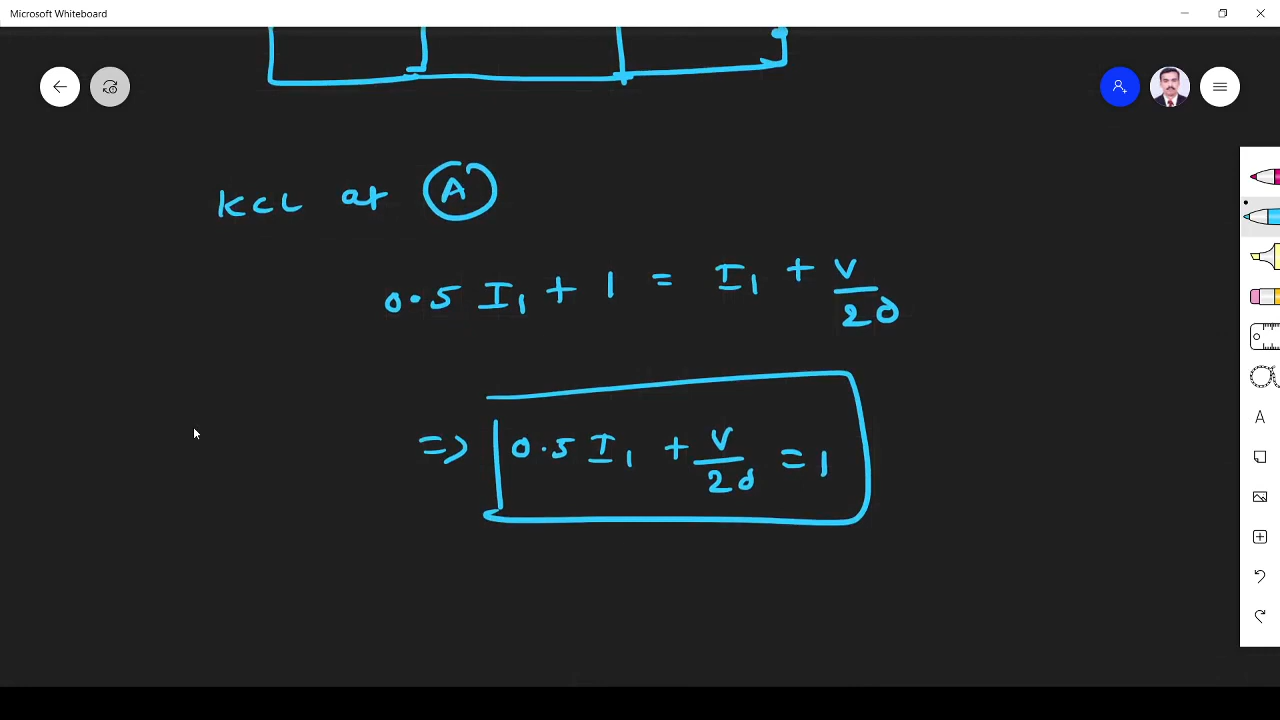 Microsoft Whiteboard
KCL at A
0.5 I₁ + 1 = I₁ + V/20
=> 0.5 I₁ + V/20 = 1
A